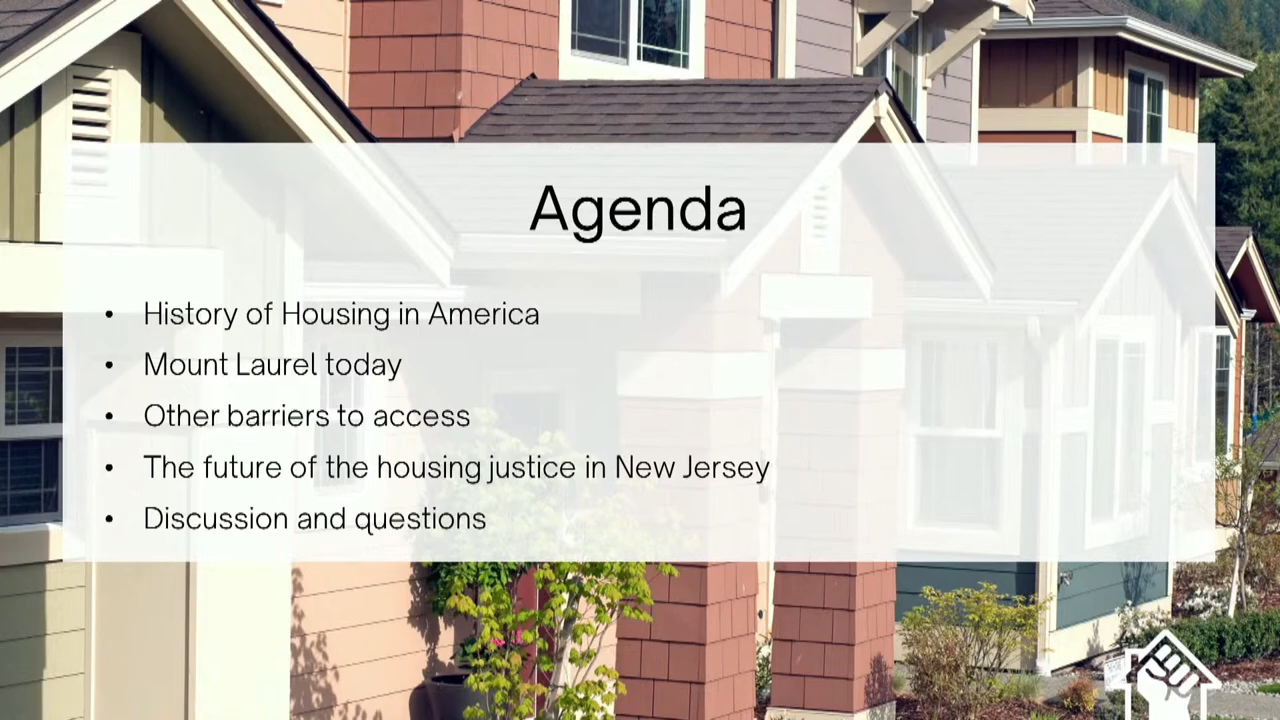 Agenda
• History of Housing in America
• Mount Laurel today
• Other barriers to access
• The future of the housing justice in New Jersey
• Discussion and questions